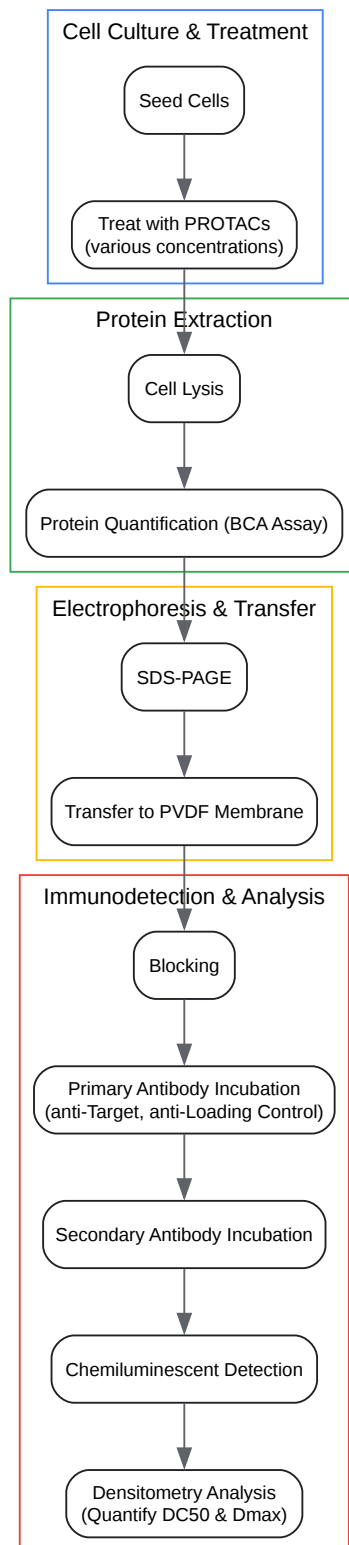 Cell Culture & Treatment
Seed Cells
Treat with PROTACs
(various concentrations)
Protein Extraction
Cell Lysis
Protein Quantification (BCA Assay)
Electrophoresis & Transfer
SDS-PAGE
Transfer to PVDF Membrane
Immunodetection & Analysis
Blocking
Primary Antibody Incubation
(anti-Target, anti-Loading Control)
Secondary Antibody Incubation
Chemiluminescent Detection
Densitometry Analysis
(Quantify DC50 & Dmax)